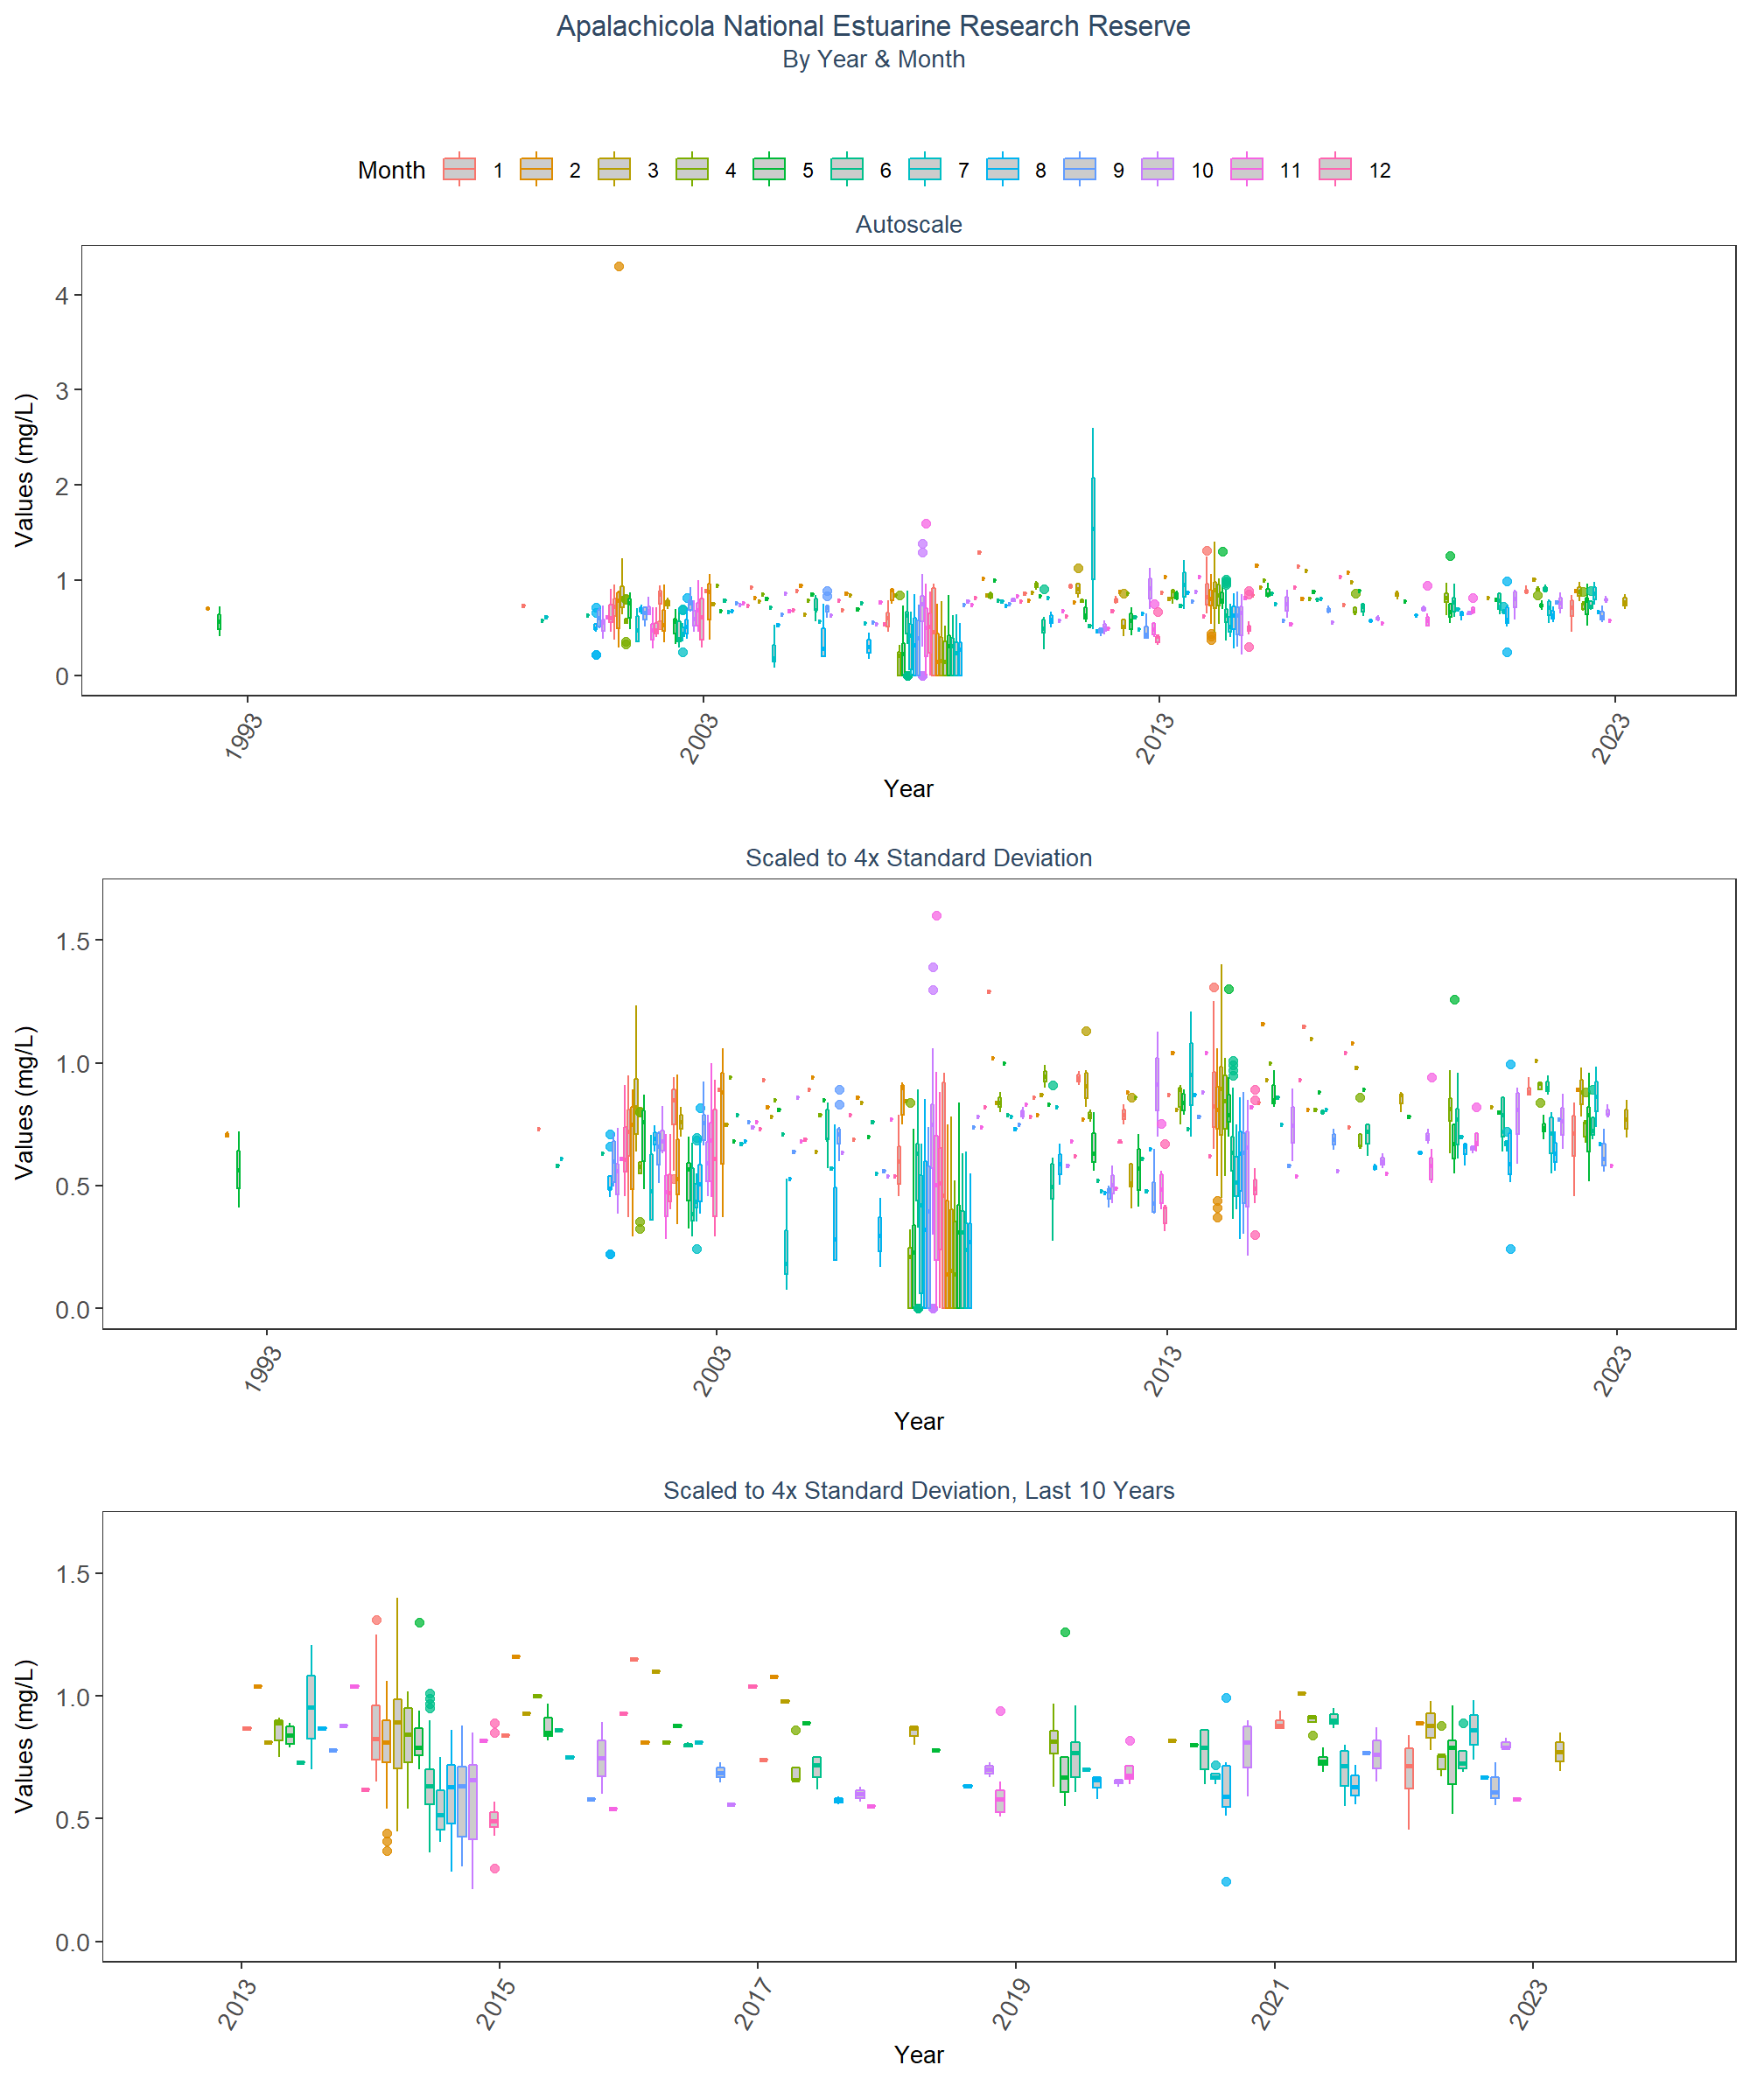 Apalachicola National Estuarine Research Reserve
By Year & Month
Month 1 2 3 4 5 6 7 8 9 10 11 12
Autoscale
Values (mg/L)
4
3
2
1
0
1993 2003 2013 2023
Year
Scaled to 4x Standard Deviation
Values (mg/L)
1.5
1.0
0.5
0.0
1993 2003 2013 2023
Year
Scaled to 4x Standard Deviation, Last 10 Years
Values (mg/L)
1.5
1.0
0.5
0.0
2013 2015 2017 2019 2021 2023
Year